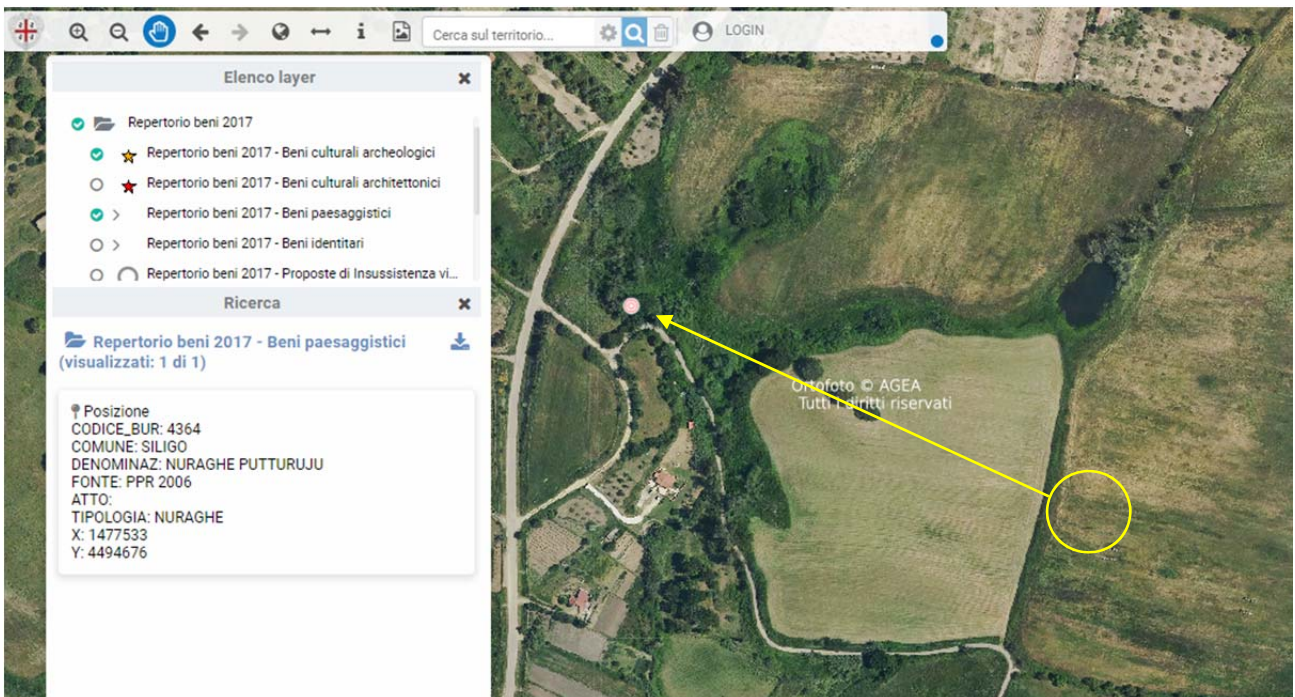 Cerca sul territorio...
LOGIN
Elenco layer
Repertorio beni 2017
Repertorio beni 2017 - Beni culturali archeologici
Repertorio beni 2017 - Beni culturali architettonici
Repertorio beni 2017 - Beni paesaggistici
Repertorio beni 2017 - Beni identitari
Repertorio beni 2017 - Proposte di Insussistenza vi...
Ricerca
Repertorio beni 2017 - Beni paesaggistici
(visualizzati: 1 di 1)
Posizione
CODICE_BUR: 4364
COMUNE: SILIGO
DENOMINAZ: NURAGHE PUTTURUJU
FONTE: PPR 2006
ATTO:
TIPOLOGIA: NURAGHE
X: 1477533
Y: 4494676
Ortofoto © AGEA
Tutti i diritti riservati